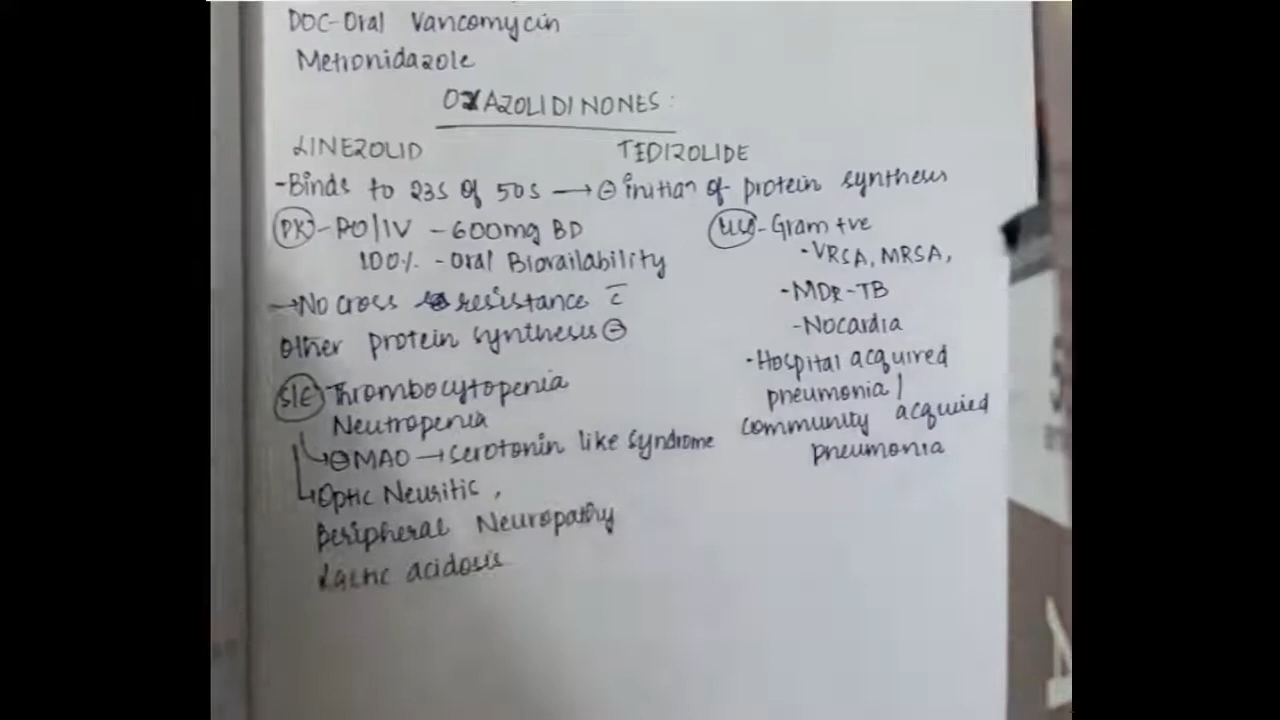 DOC-Oral Vancomycin
Metronidazole
OXAZOLIDINONES:
LINEZOLID
TEDIZOLIDE
-Binds to 23s of 50s → ⊖ initian of protein synthesis
PK - PO/IV - 600mg BD
100% - Oral Bioavailability
→ No cross resistance c̄
Other protein synthesis ⊖
S/E Thrombocytopenia
Neutropenia
⊖ MAO → serotonin like syndrome
Optic Neuritic,
Peripheral Neuropathy
Lactic acidosis
- Gram +ve
- VRSA, MRSA,
- MDR-TB
- Nocardia
- Hospital acquired
pneumonia /
community acquired
pneumonia